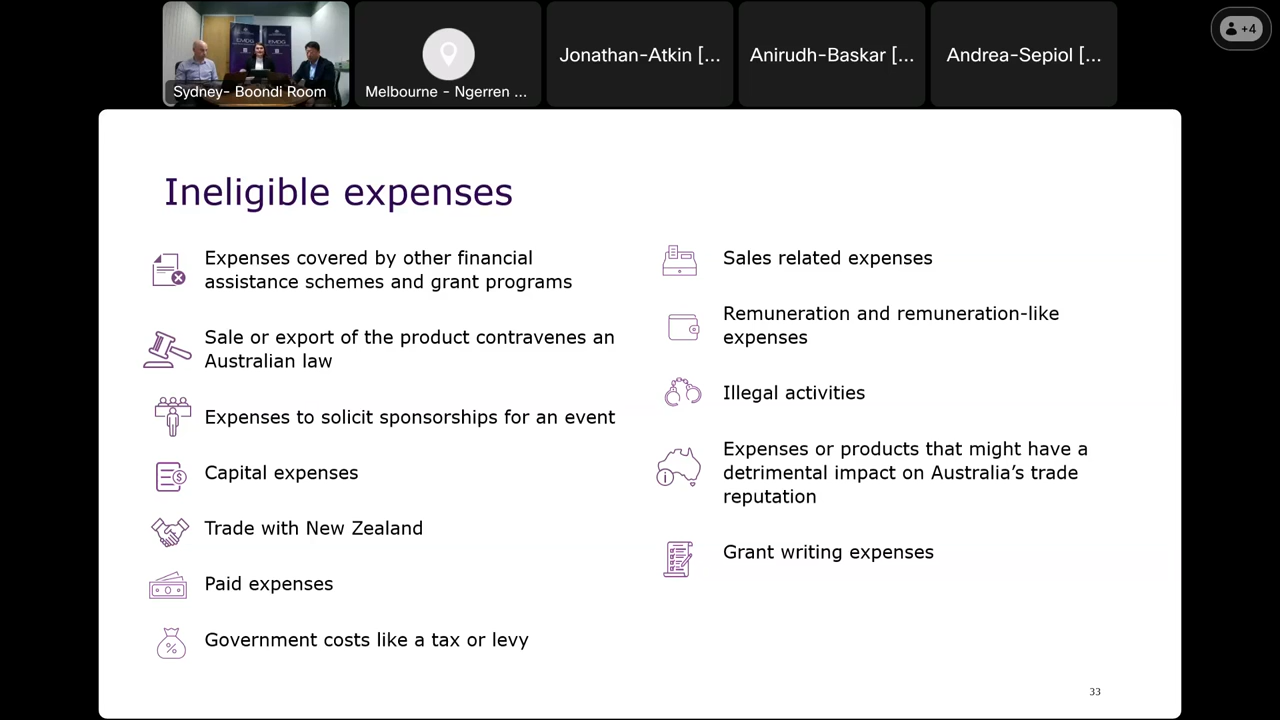 Sydney- Boondi Room
Melbourne - Ngerren ...
Jonathan-Atkin [...
Anirudh-Baskar [...
Andrea-Sepiol [...
+4
Ineligible expenses
Expenses covered by other financial
assistance schemes and grant programs
Sale or export of the product contravenes an
Australian law
Expenses to solicit sponsorships for an event
Capital expenses
Trade with New Zealand
Paid expenses
Government costs like a tax or levy
Sales related expenses
Remuneration and remuneration-like
expenses
Illegal activities
Expenses or products that might have a
detrimental impact on Australia’s trade
reputation
Grant writing expenses
33